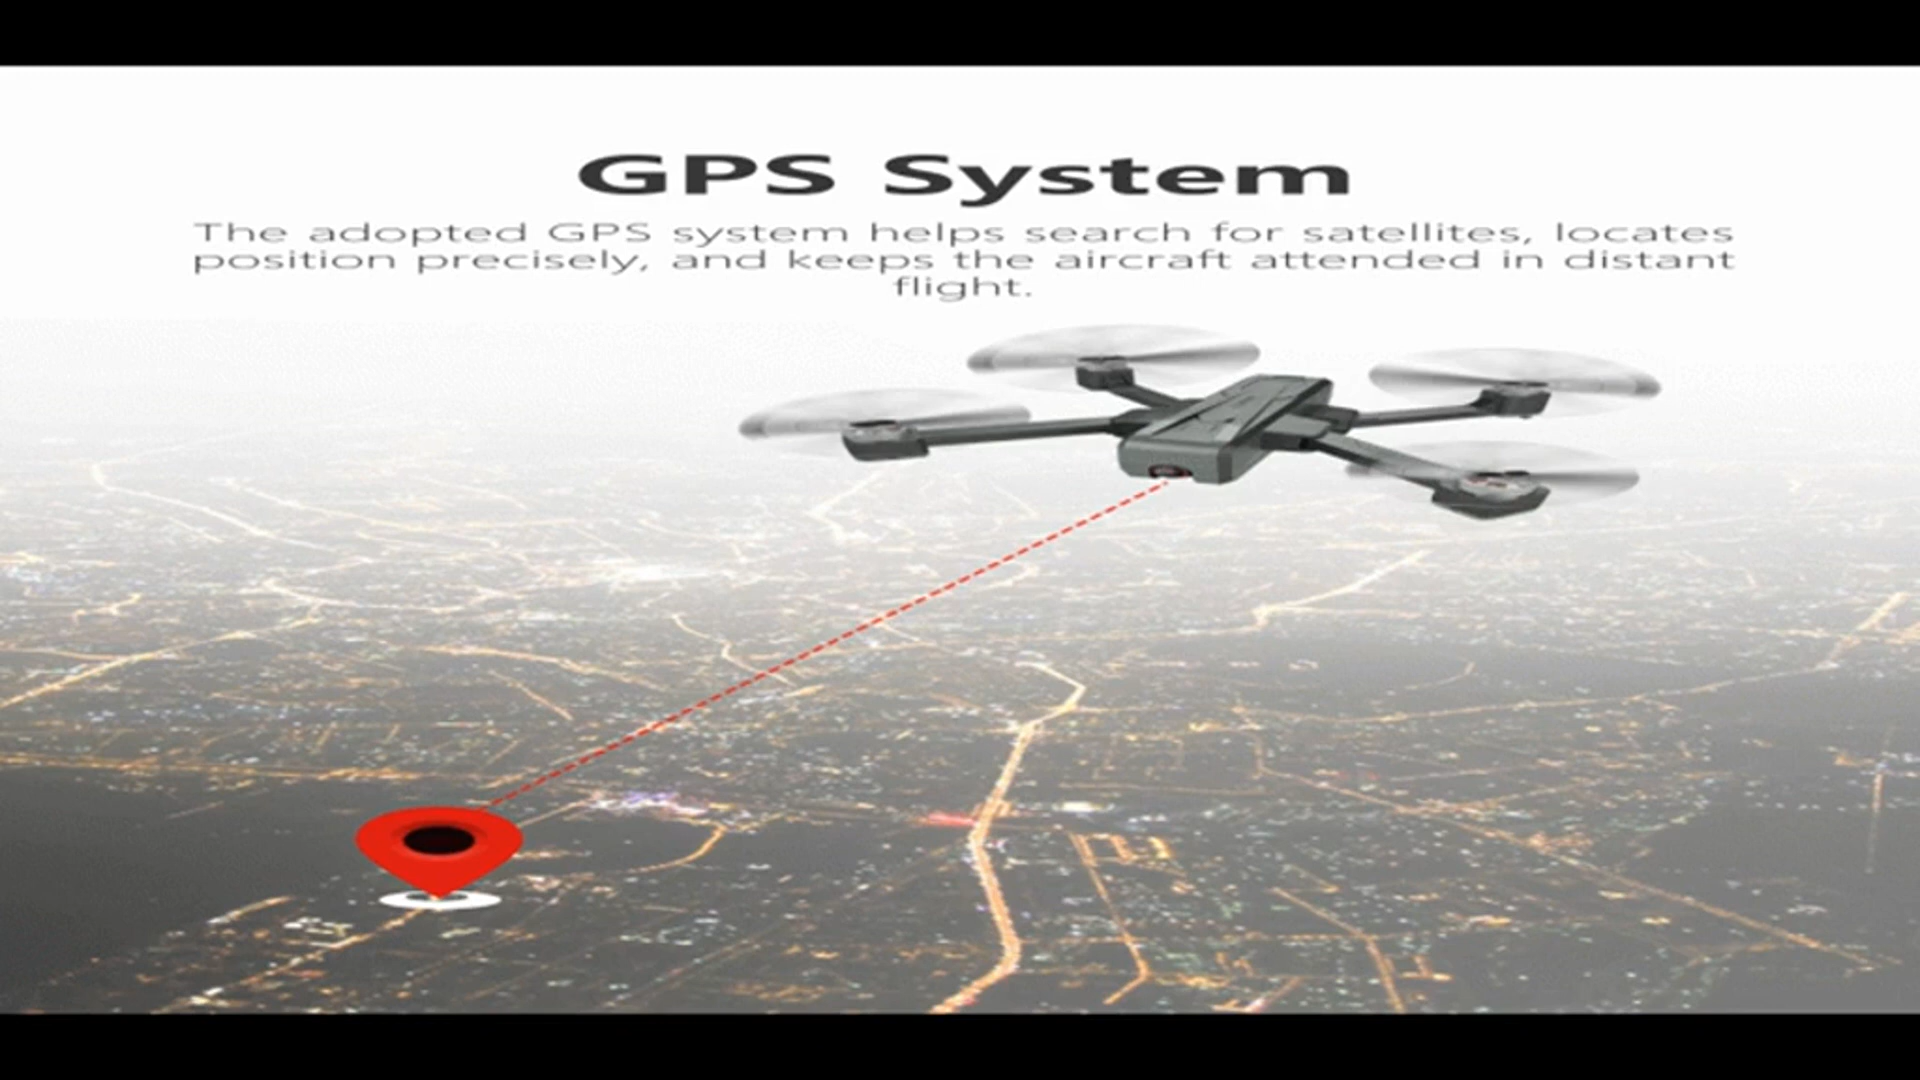 GPS System
The adopted GPS system helps search for satellites, locates
position precisely, and keeps the aircraft attended in distant
flight.